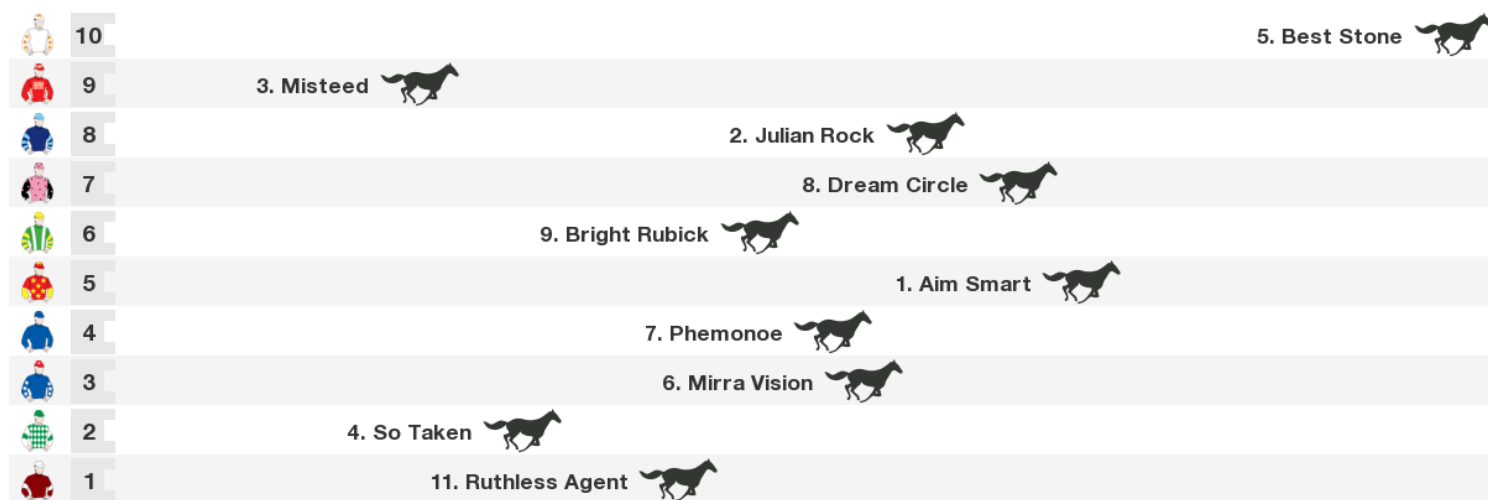 10 5. Best Stone
9 3. Misteed
8 2. Julian Rock
7 8. Dream Circle
6 9. Bright Rubick
5 1. Aim Smart
4 7. Phemonoe
3 6. Mirra Vision
2 4. So Taken
1 11. Ruthless Agent